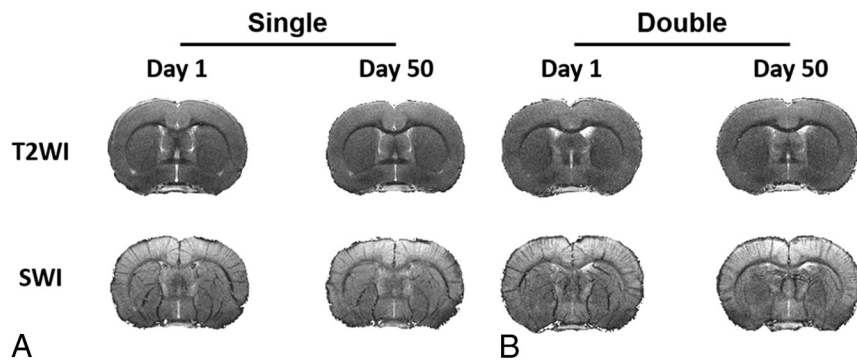 Single Double
Day 1 Day 50 Day 1 Day 50
T2WI
SWI
A B